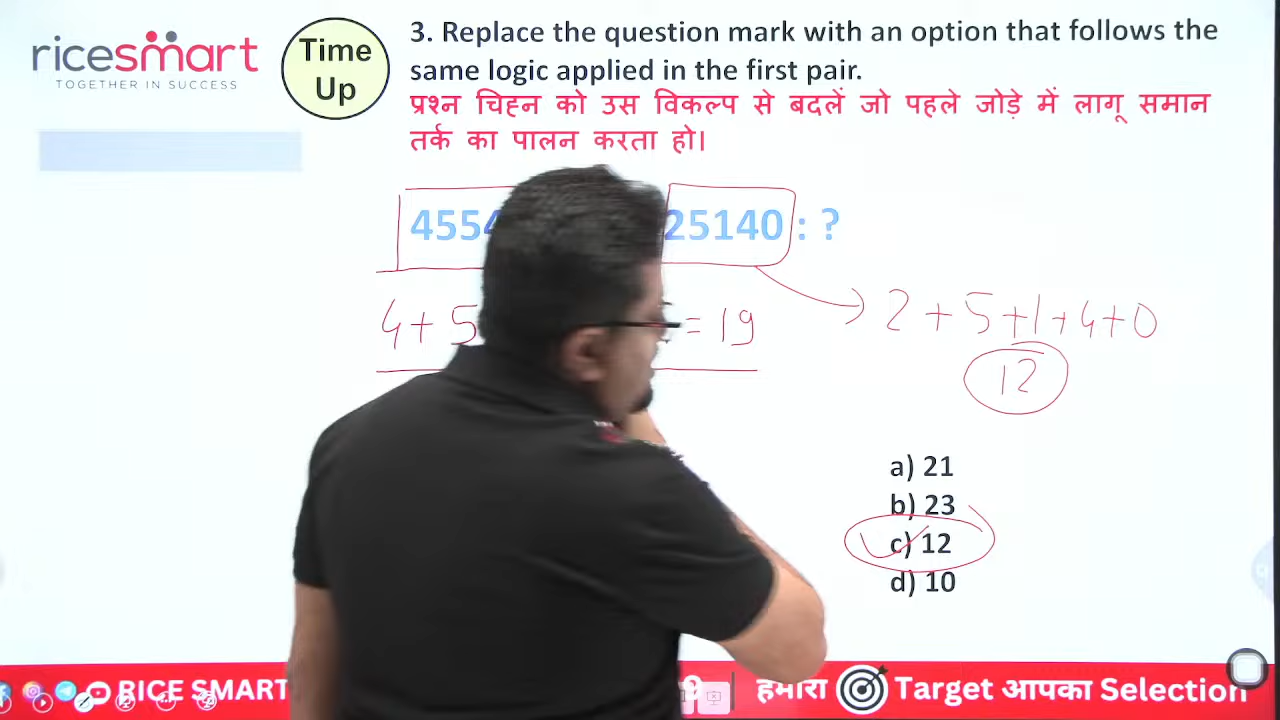 ricesmart
TOGETHER IN SUCCESS
Time
Up
3. Replace the question mark with an option that follows the
same logic applied in the first pair.
प्रश्न चिह्न को उस विकल्प से बदलें जो पहले जोड़े में लागू समान
तर्क का पालन करता हो।
4554 25140 : ?
4 + 5 = 19
2 + 5 + 1 + 4 + 0
12
a) 21
b) 23
c) 12
d) 10
RICE SMART हमारा Target आपका Selection